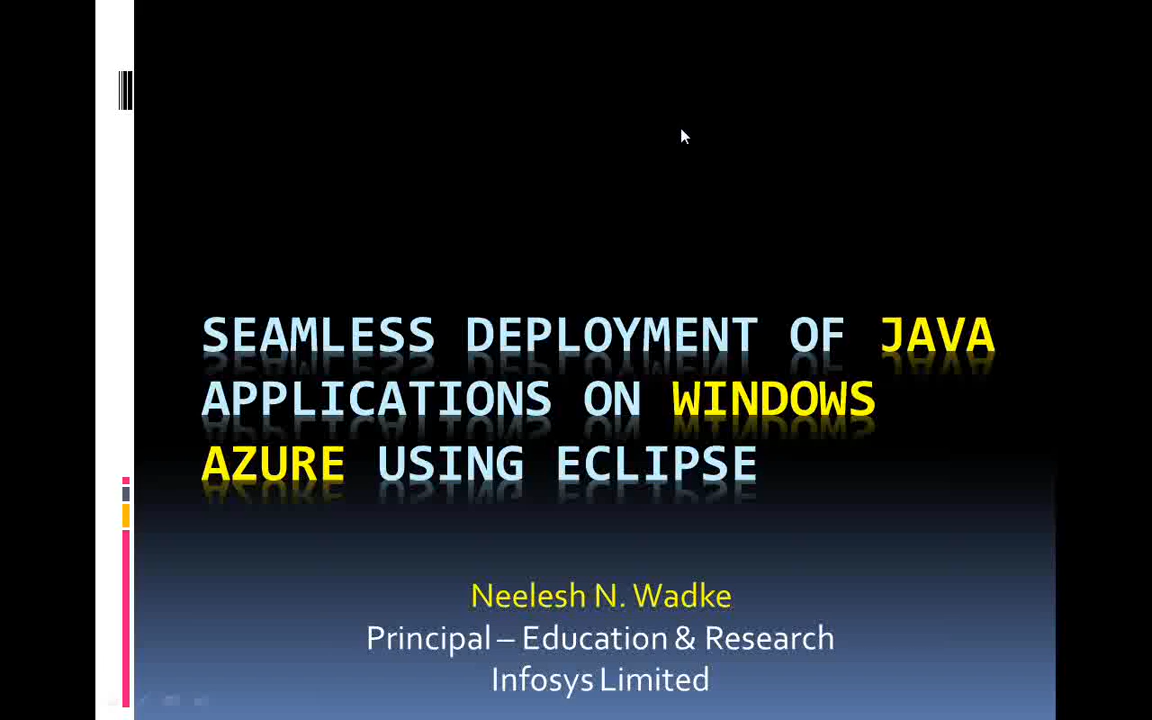 SEAMLESS DEPLOYMENT OF JAVA
APPLICATIONS ON WINDOWS
AZURE USING ECLIPSE
Neelesh N. Wadke
Principal – Education & Research
Infosys Limited